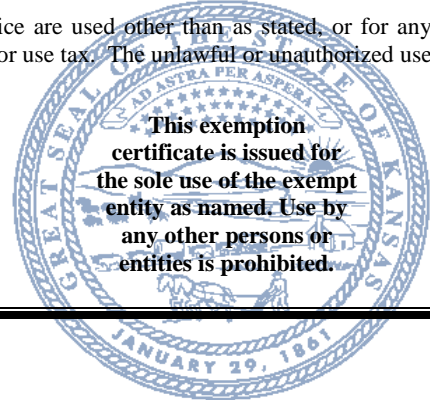 ice are used other than as stated, or for any
or use tax. The unlawful or unauthorized use
GREAT SEAL OF THE STATE OF KANSAS
AD ASTRA PER ASPERA
This exemption
certificate is issued for
the sole use of the exempt
entity as named. Use by
any other persons or
entities is prohibited.
JANUARY 29, 1861